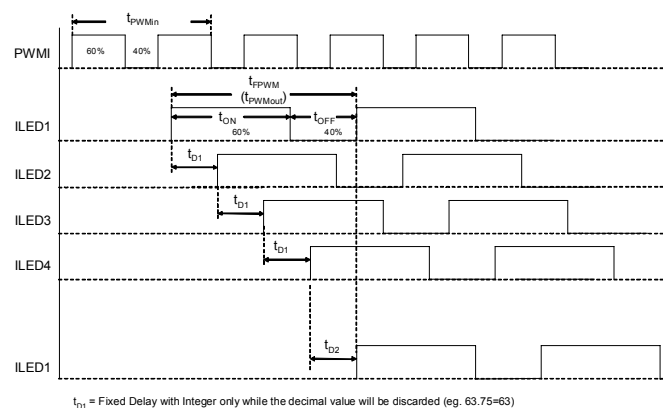 tPWMin
PWMI
60%
40%
tFPWM
(tPWMout)
ILED1
tON
tOFF
60%
40%
tD1
ILED2
tD1
ILED3
tD1
ILED4
tD2
ILED1
tD1 = Fixed Delay with Integer only while the decimal value will be discarded (eg. 63.75=63)